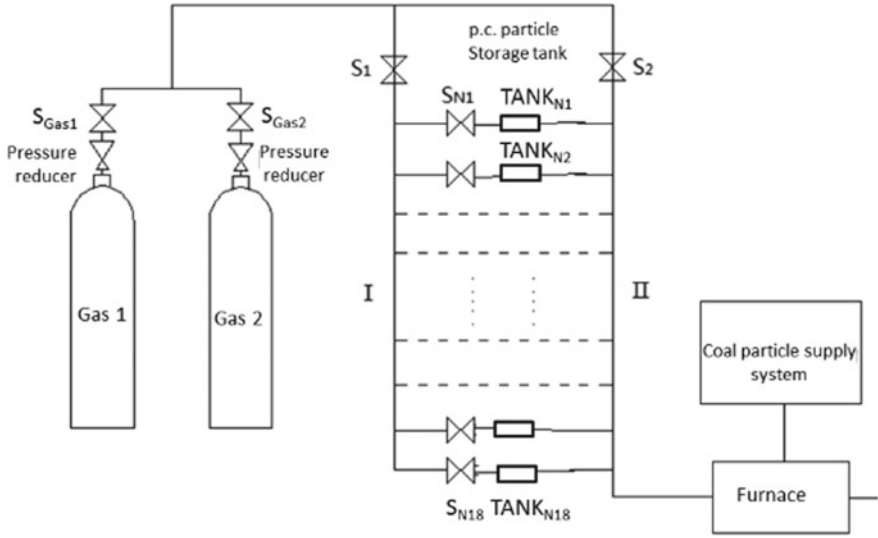 p.c. particle
Storage tank
S1
S2
SGas1
SGas2
SN1
TANKN1
Pressure
reducer
Pressure
reducer
TANKN2
I
II
Gas 1
Gas 2
Coal particle supply
system
Furnace
SN18
TANKN18